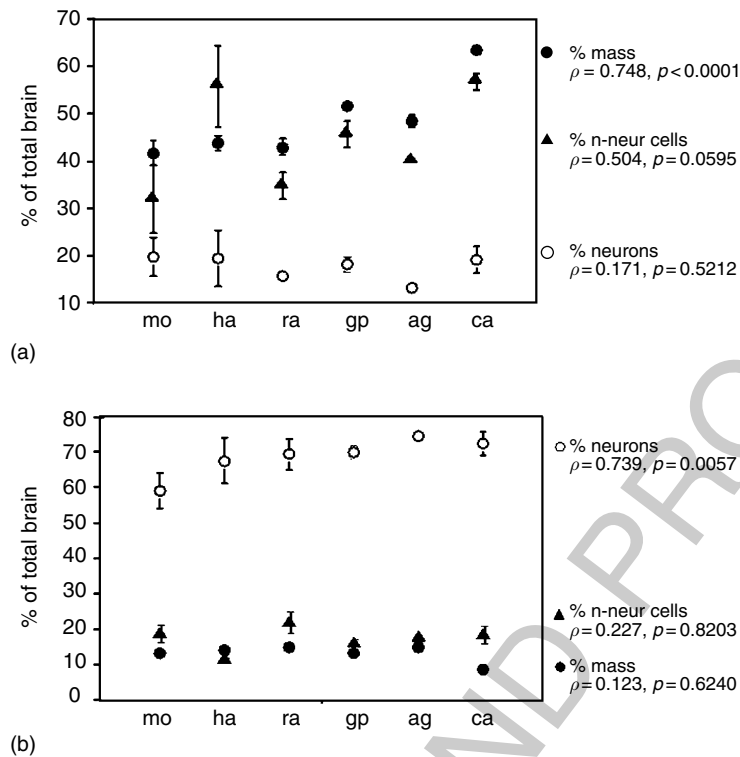 70
60
50
40
30
20
10
% of total brain
mo ha ra gp ag ca
% mass
ρ = 0.748, p < 0.0001
% n-neur cells
ρ = 0.504, p = 0.0595
% neurons
ρ = 0.171, p = 0.5212
(a)
80
70
60
50
40
30
20
10
0
% of total brain
mo ha ra gp ag ca
% neurons
ρ = 0.739, p = 0.0057
% n-neur cells
ρ = 0.227, p = 0.8203
% mass
ρ = 0.123, p = 0.6240
(b)
ND PRO